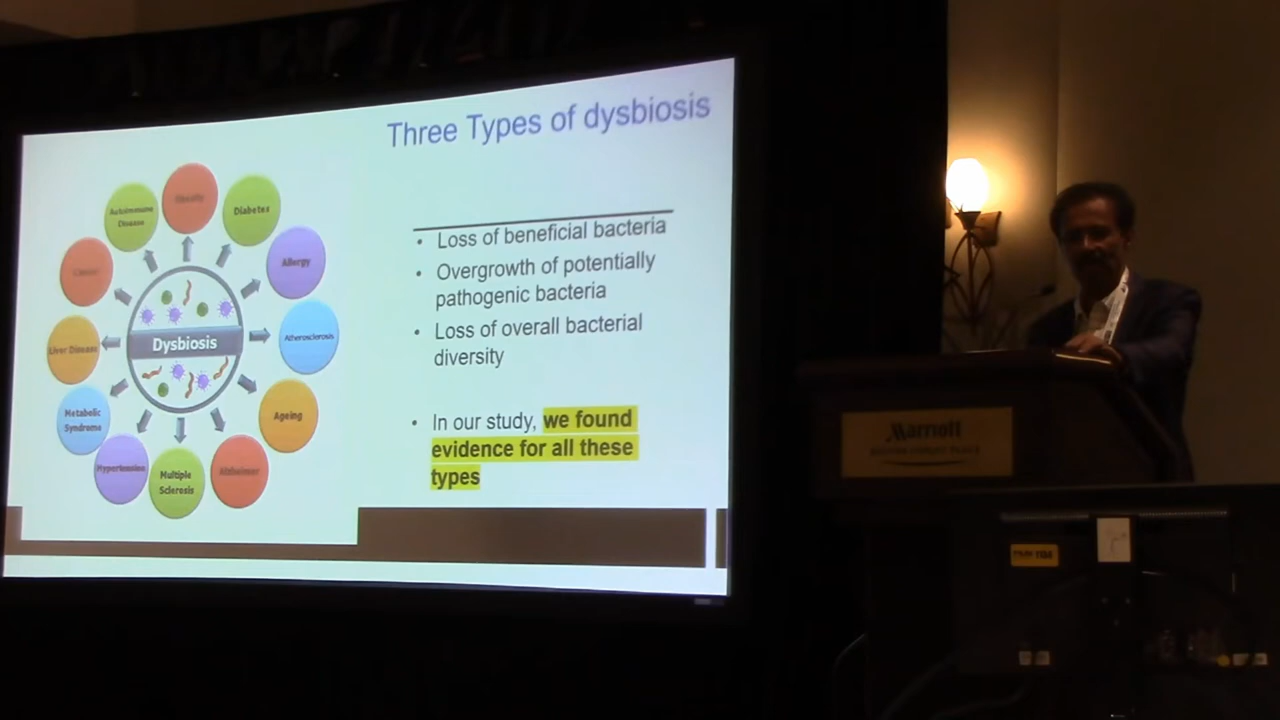 Three Types of dysbiosis
Obesity
Autoimmune
Disease
Diabetes
Cancer
Allergy
Liver Disease
Dysbiosis
Atherosclerosis
Metabolic
Syndrome
Ageing
Hypertension
Multiple
Sclerosis
Alzheimer
• Loss of beneficial bacteria
• Overgrowth of potentially
pathogenic bacteria
• Loss of overall bacterial
diversity
• In our study, we found
evidence for all these
types
Marriott